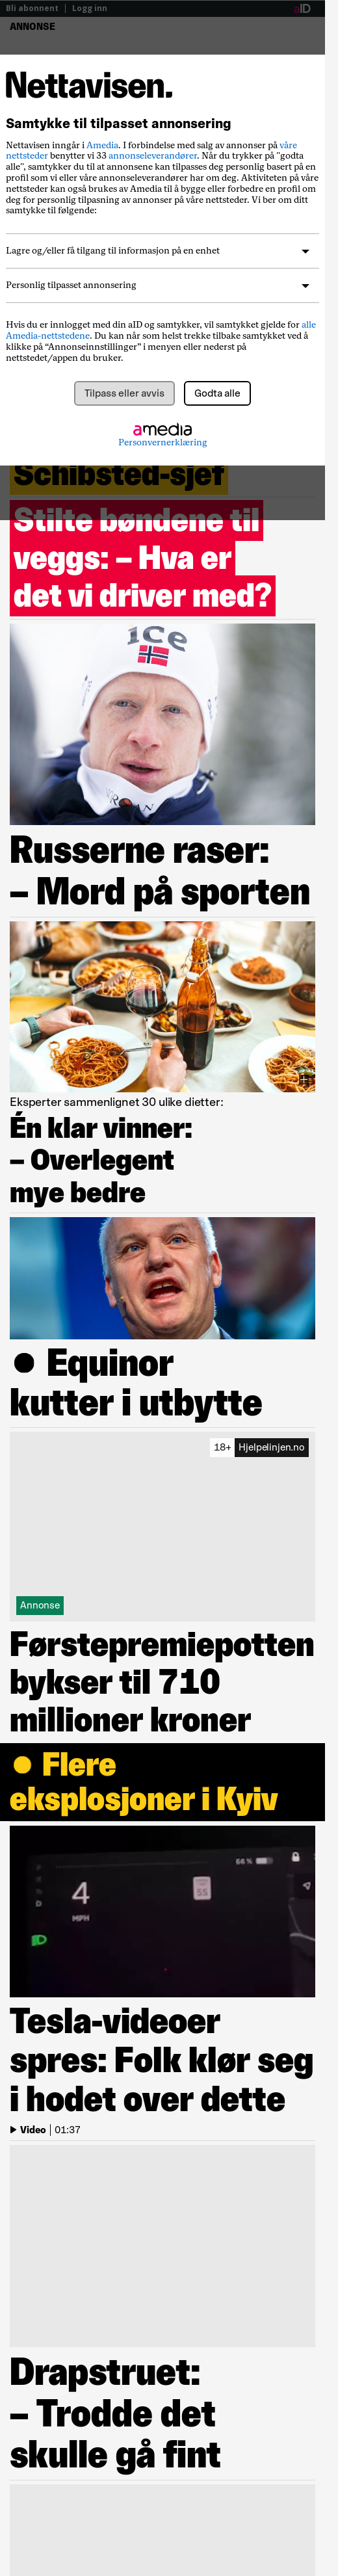 Bli abonnent | Logg inn aID
ANNONSE
Nettavisen.
Samtykke til tilpasset annonsering
Nettavisen inngår i Amedia. I forbindelse med salg av annonser på våre
nettsteder benytter vi 33 annonseleverandører. Når du trykker på "godta
alle", samtykker du til at annonsene kan tilpasses deg personlig basert på en
profil som vi eller våre annonseleverandører har om deg. Aktiviteten på våre
nettsteder kan også brukes av Amedia til å bygge eller forbedre en profil om
deg for personlig tilpasning av annonser på våre nettsteder. Vi ber om ditt
samtykke til følgende:
Lagre og/eller få tilgang til informasjon på en enhet
Personlig tilpasset annonsering
Hvis du er innlogget med din aID og samtykker, vil samtykket gjelde for alle
Amedia-nettstedene. Du kan når som helst trekke tilbake samtykket ved å
klikke på “Annonseinnstillinger” i menyen eller nederst på
nettstedet/appen du bruker.
Tilpass eller avvis Godta alle
amedia
Personvernerklæring
Schibsted-sjef
Stilte bøndene til
veggs: – Hva er
det vi driver med?
ice
Russerne raser:
– Mord på sporten
Eksperter sammenlignet 30 ulike dietter:
Én klar vinner:
– Overlegent
mye bedre
● Equinor
kutter i utbytte
18+ Hjelpelinjen.no
Annonse
Førstepremiepotten
bykser til 710
millioner kroner
● Flere
eksplosjoner i Kyiv
66 %
4
MPH
55
Tesla-videoer
spres: Folk klør seg
i hodet over dette
Video | 01:37
Drapstruet:
– Trodde det
skulle gå fint